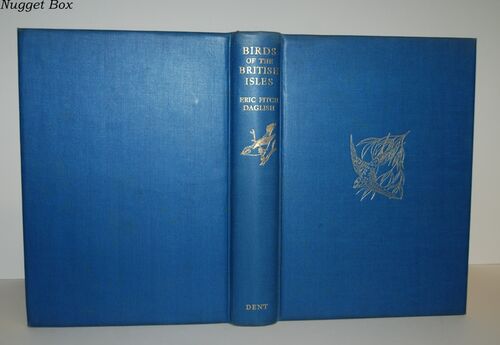 Nugget Box
BIRDS
OF THE
BRITISH
ISLES
ERIC FITCH
DAGLISH
DENT